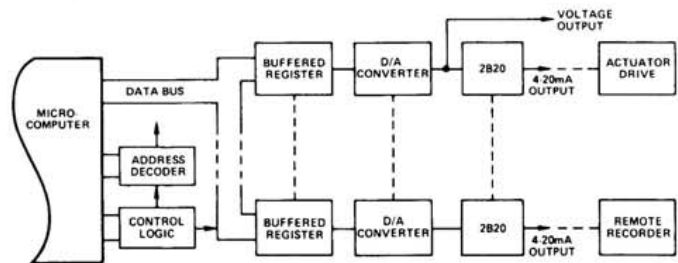 VOLTAGE
OUTPUT
BUFFERED
REGISTER
D/A
CONVERTER
2B20
4-20mA
OUTPUT
ACTUATOR
DRIVE
DATA BUS
MICRO-
COMPUTER
ADDRESS
DECODER
CONTROL
LOGIC
BUFFERED
REGISTER
D/A
CONVERTER
2B20
4-20mA
OUTPUT
REMOTE
RECORDER